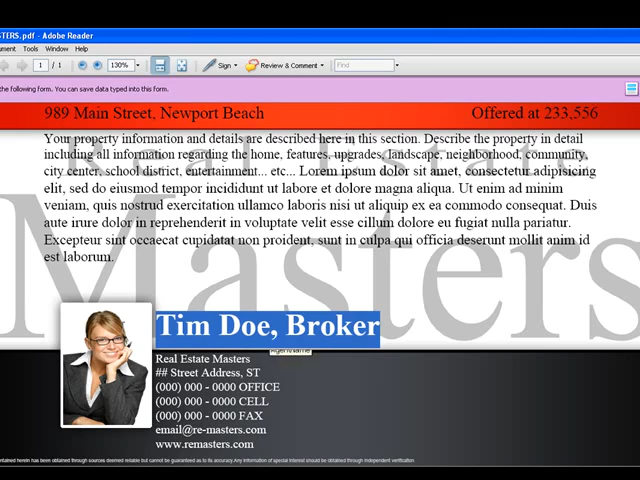 STERS.pdf - Adobe Reader
ument Tools Window Help
1 / 1 130% Sign Review & Comment Find
the following form. You can save data typed into this form.
989 Main Street, Newport Beach Offered at 233,556
Real Estate
Masters
Your property information and details are described here in this section. Describe the property in detail
including all information regarding the home, features, upgrades, landscape, neighborhood, community,
city center, school district, entertainment... etc... Lorem ipsum dolor sit amet, consectetur adipisicing
elit, sed do eiusmod tempor incididunt ut labore et dolore magna aliqua. Ut enim ad minim
veniam, quis nostrud exercitation ullamco laboris nisi ut aliquip ex ea commodo consequat. Duis
aute irure dolor in reprehenderit in voluptate velit esse cillum dolore eu fugiat nulla pariatur.
Excepteur sint occaecat cupidatat non proident, sunt in culpa qui officia deserunt mollit anim id
est laborum.
Tim Doe, Broker
AgentName
Real Estate Masters
## Street Address, ST
(000) 000 - 0000 OFFICE
(000) 000 - 0000 CELL
(000) 000 - 0000 FAX
email@re-masters.com
www.remasters.com
ntained herein has been obtained through sources deemed reliable but cannot be guaranteed as to its accuracy.Any information of special interest should be obtained through independent verification